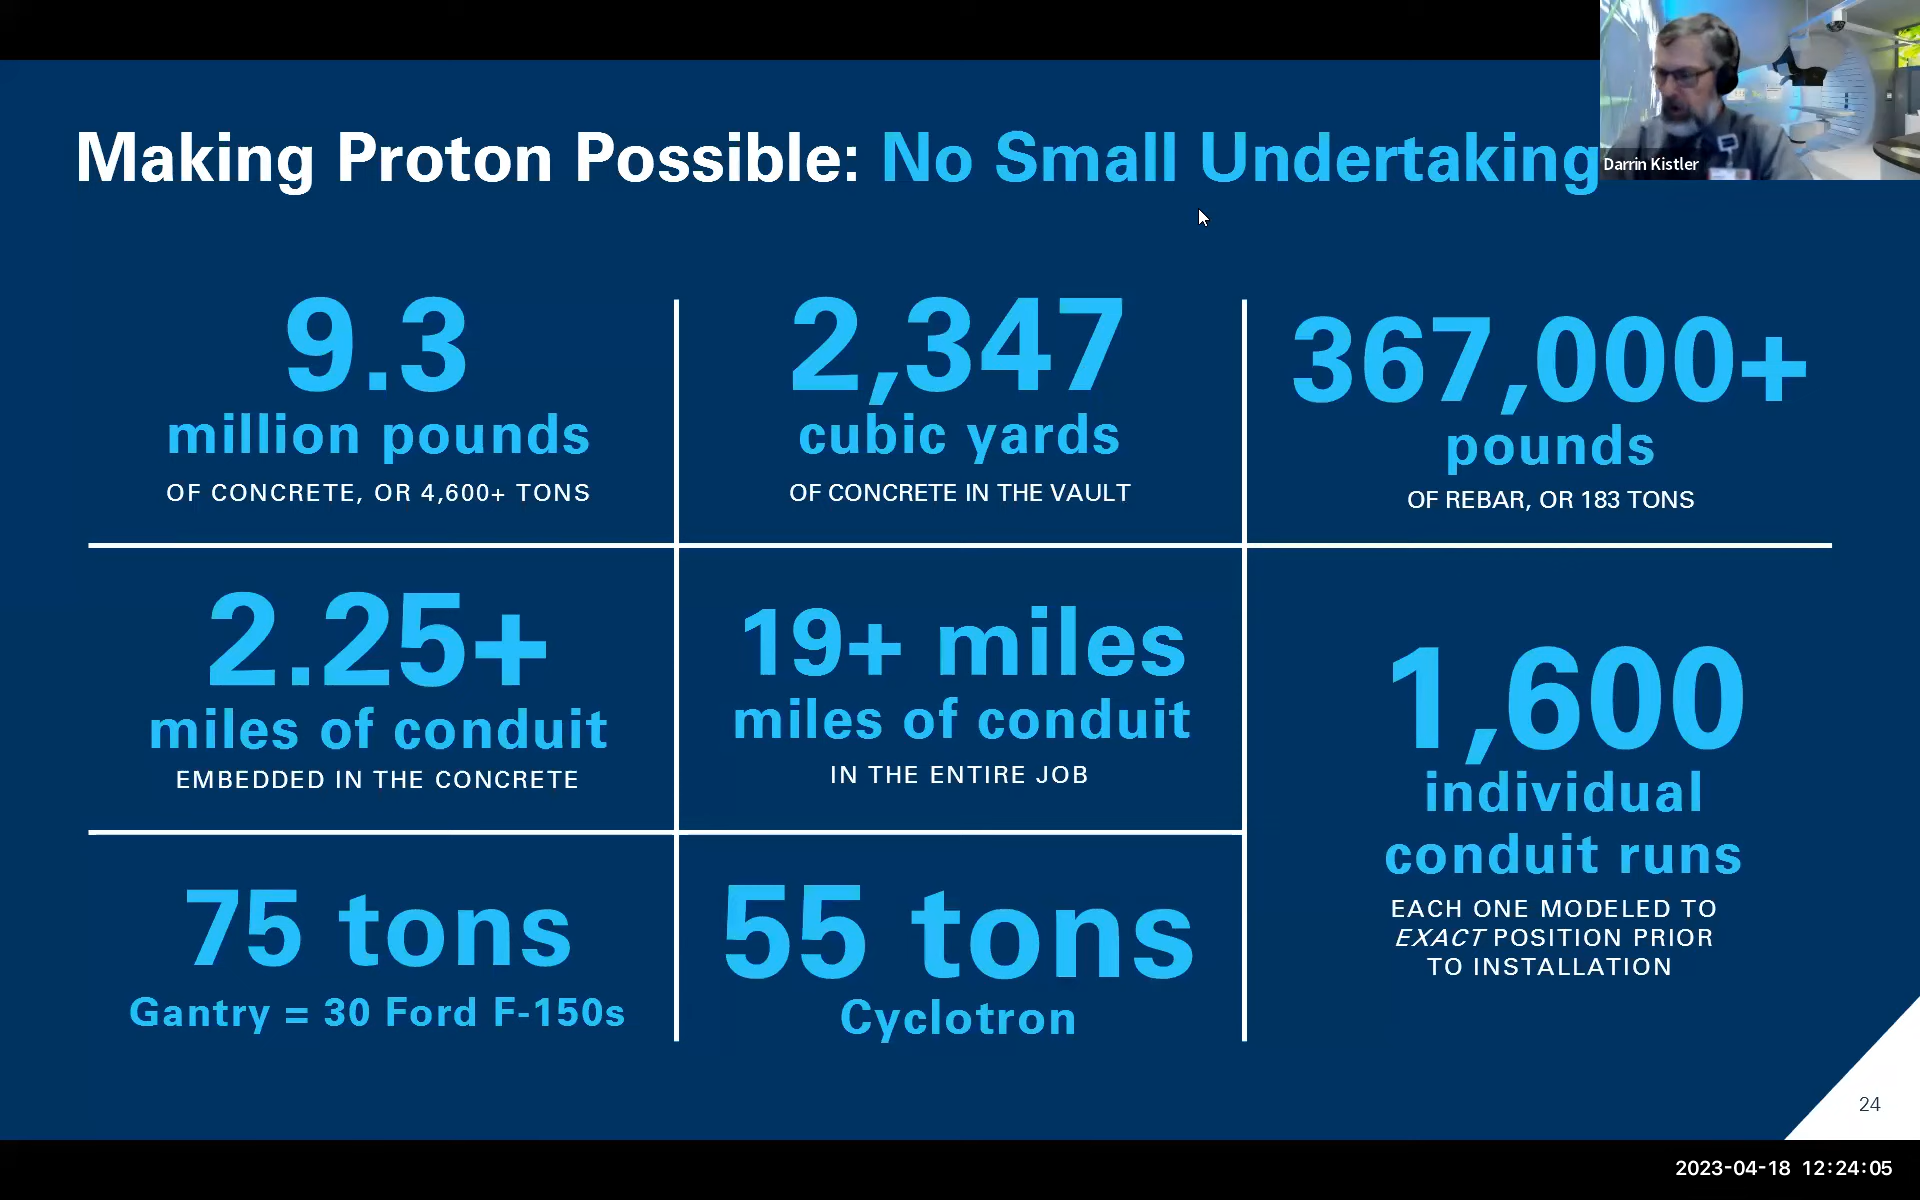 Making Proton Possible: No Small Undertaking
Darrin Kistler
9.3
million pounds
OF CONCRETE, OR 4,600+ TONS
2,347
cubic yards
OF CONCRETE IN THE VAULT
367,000+
pounds
OF REBAR, OR 183 TONS
2.25+
miles of conduit
EMBEDDED IN THE CONCRETE
19+ miles
miles of conduit
IN THE ENTIRE JOB
1,600
individual
conduit runs
EACH ONE MODELED TO
EXACT POSITION PRIOR
TO INSTALLATION
75 tons
Gantry = 30 Ford F-150s
55 tons
Cyclotron
24
2023-04-18 12:24:05